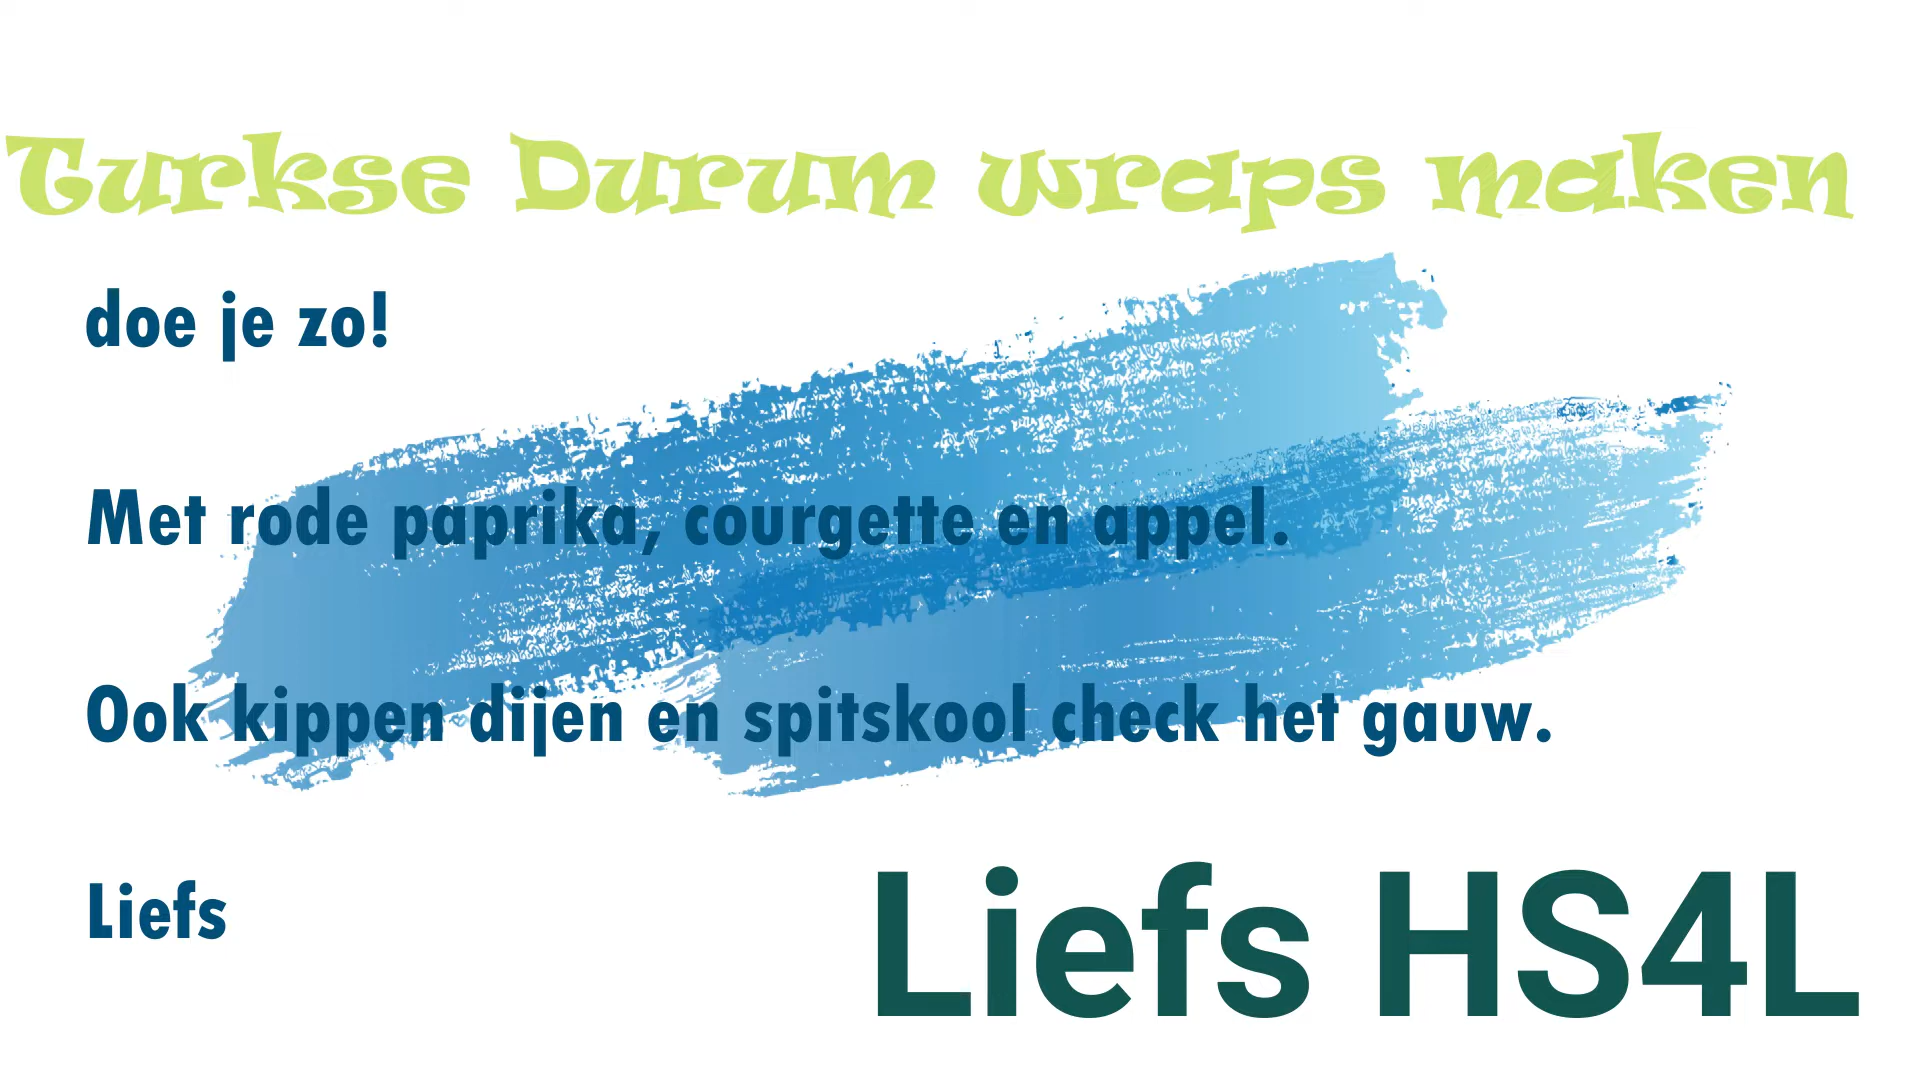 Turkse Durum wraps maken
doe je zo!
Met rode paprika, courgette en appel.
Ook kippen dijen en spitskool check het gauw.
Liefs
Liefs HS4L